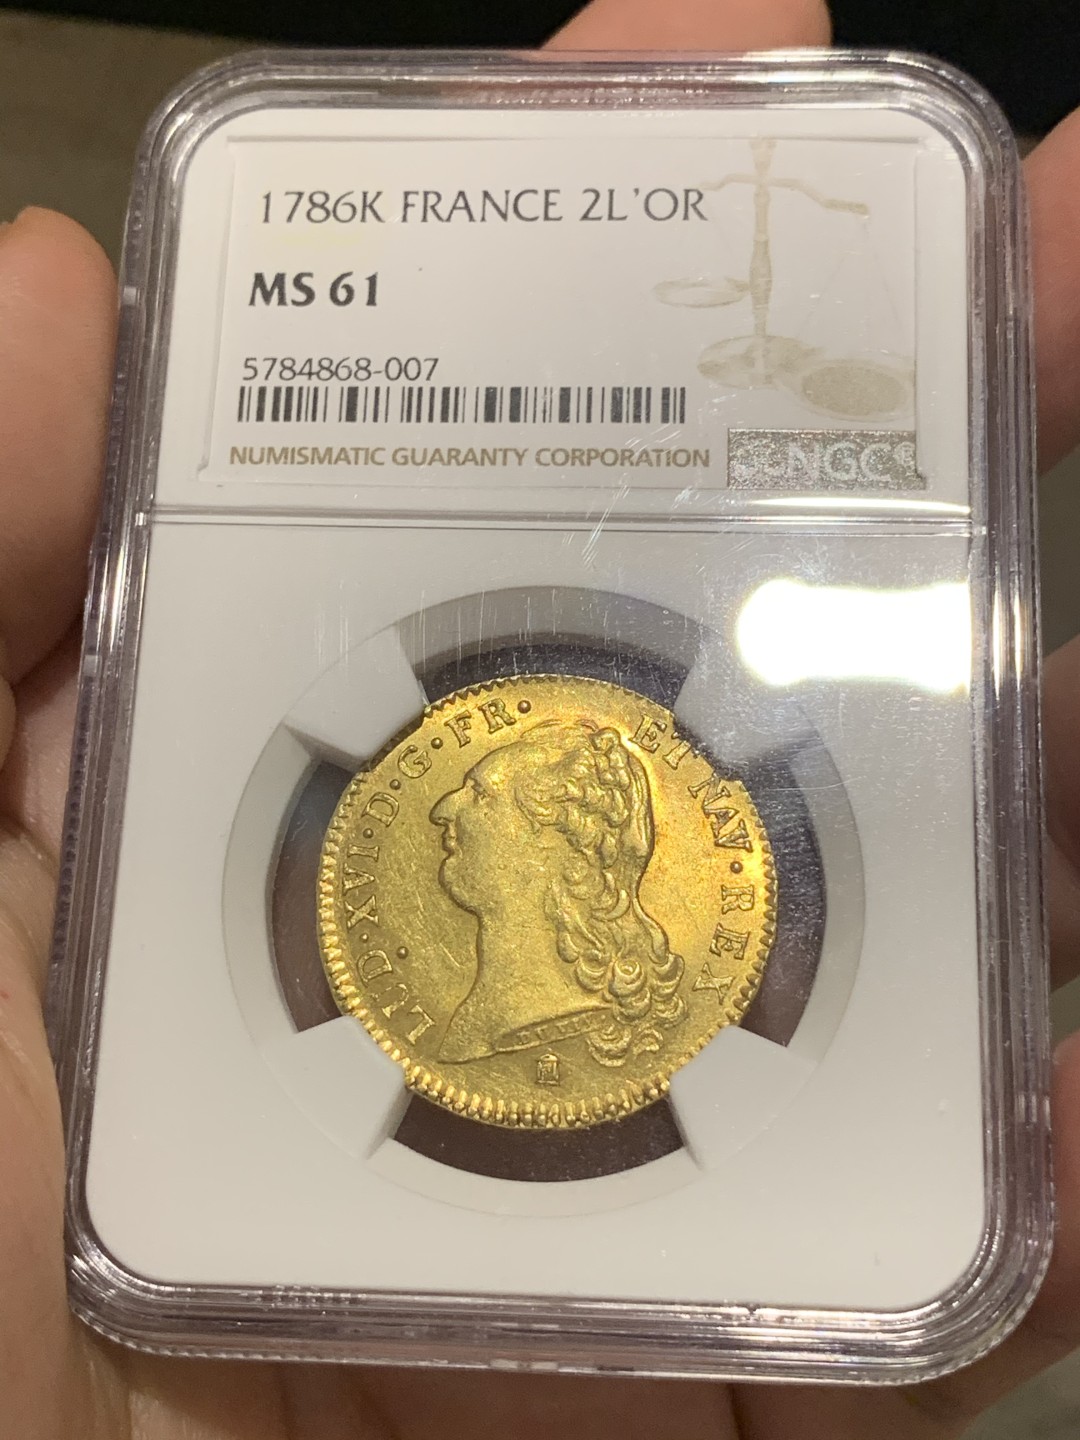 1786K FRANCE 2L'OR
MS 61
5784868-007
NUMISMATIC GUARANTY CORPORATION
NGC
LUD·XVI·D·G·FR· ET NAV·REX